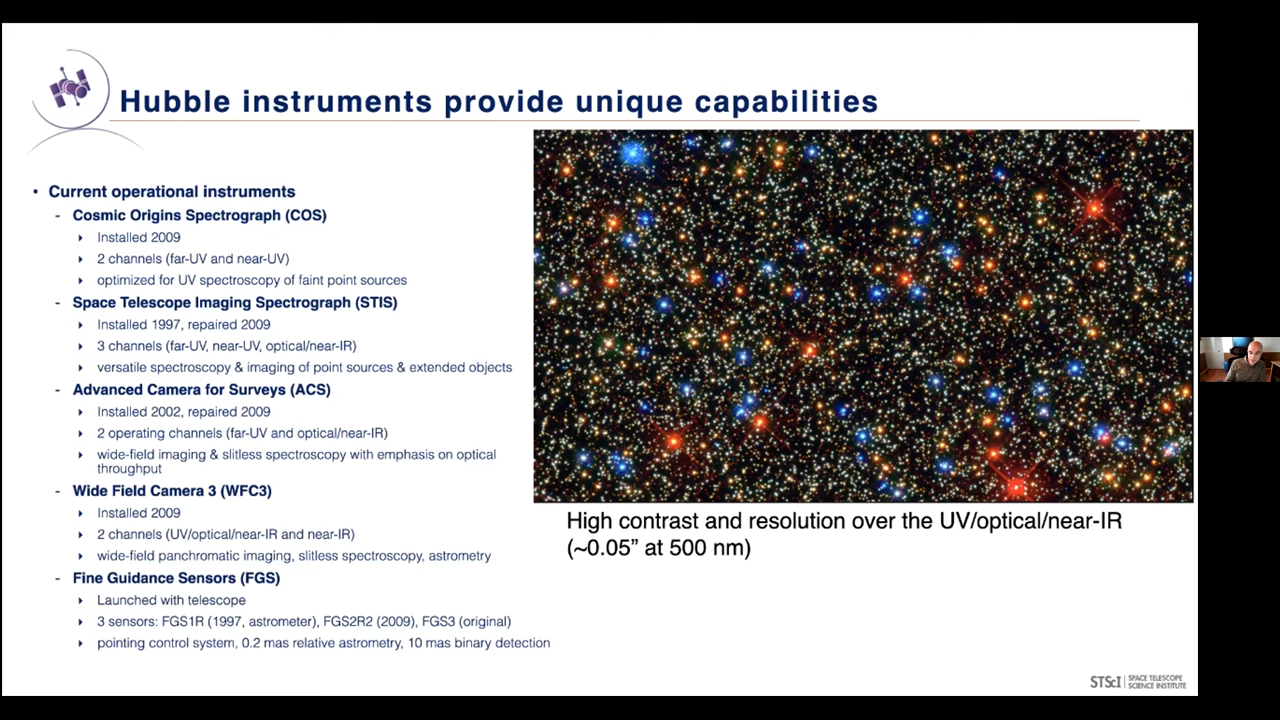 Hubble instruments provide unique capabilities
• Current operational instruments
- Cosmic Origins Spectrograph (COS)
Installed 2009
2 channels (far-UV and near-UV)
optimized for UV spectroscopy of faint point sources
- Space Telescope Imaging Spectrograph (STIS)
Installed 1997, repaired 2009
3 channels (far-UV, near-UV, optical/near-IR)
versatile spectroscopy & imaging of point sources & extended objects
- Advanced Camera for Surveys (ACS)
Installed 2002, repaired 2009
2 operating channels (far-UV and optical/near-IR)
wide-field imaging & slitless spectroscopy with emphasis on optical
throughput
- Wide Field Camera 3 (WFC3)
Installed 2009
2 channels (UV/optical/near-IR and near-IR)
wide-field panchromatic imaging, slitless spectroscopy, astrometry
- Fine Guidance Sensors (FGS)
Launched with telescope
3 sensors: FGS1R (1997, astrometer), FGS2R2 (2009), FGS3 (original)
pointing control system, 0.2 mas relative astrometry, 10 mas binary detection
High contrast and resolution over the UV/optical/near-IR
(~0.05” at 500 nm)
STScI | SPACE TELESCOPE
SCIENCE INSTITUTE